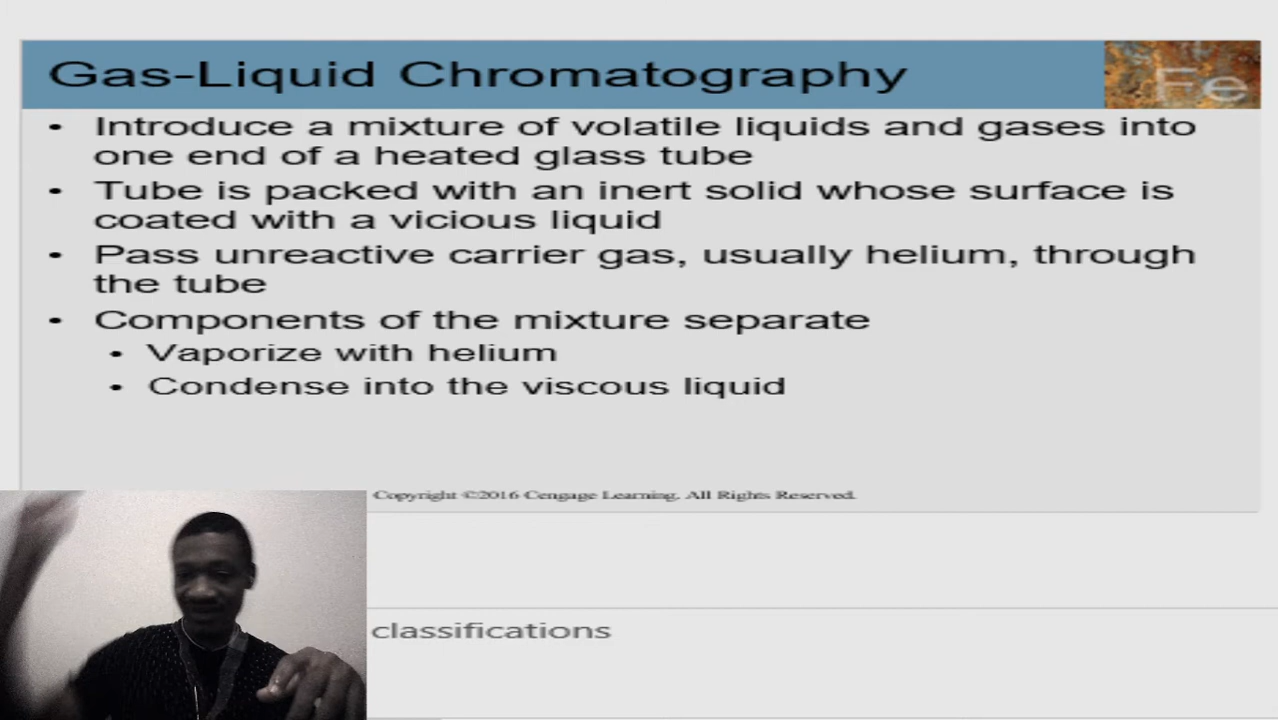 Gas-Liquid Chromatography
Fe
• Introduce a mixture of volatile liquids and gases into
one end of a heated glass tube
• Tube is packed with an inert solid whose surface is
coated with a vicious liquid
• Pass unreactive carrier gas, usually helium, through
the tube
• Components of the mixture separate
• Vaporize with helium
• Condense into the viscous liquid
Copyright ©2016 Cengage Learning. All Rights Reserved.
classifications